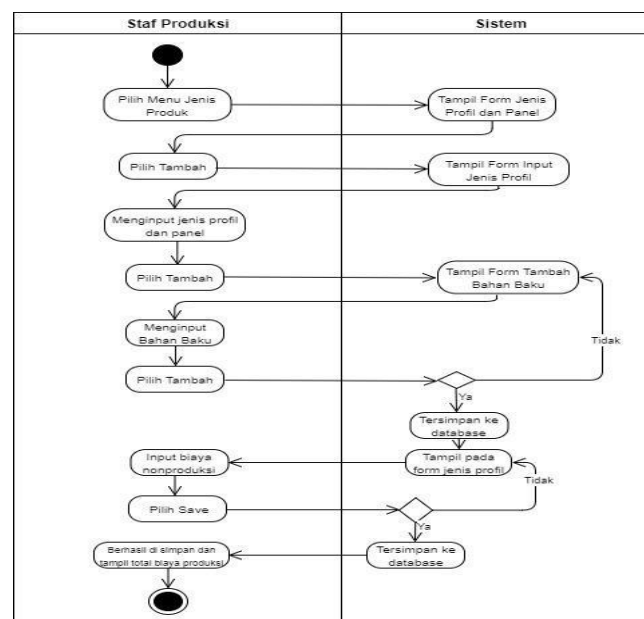 Staf Produksi
Sistem
Pilih Menu Jenis
Produk
Tampil Form Jenis
Profil dan Panel
Pilih Tambah
Tampil Form Input
Jenis Profil
Menginput jenis profil
dan panel
Pilih Tambah
Tampil Form Tambah
Bahan Baku
Menginput
Bahan Baku
Tidak
Pilih Tambah
Ya
Tersimpan ke
database
Input biaya
nonproduksi
Tampil pada
form jenis profil
Tidak
Pilih Save
Ya
Berhasil di simpan dan
tampil total biaya produksi
Tersimpan ke
database